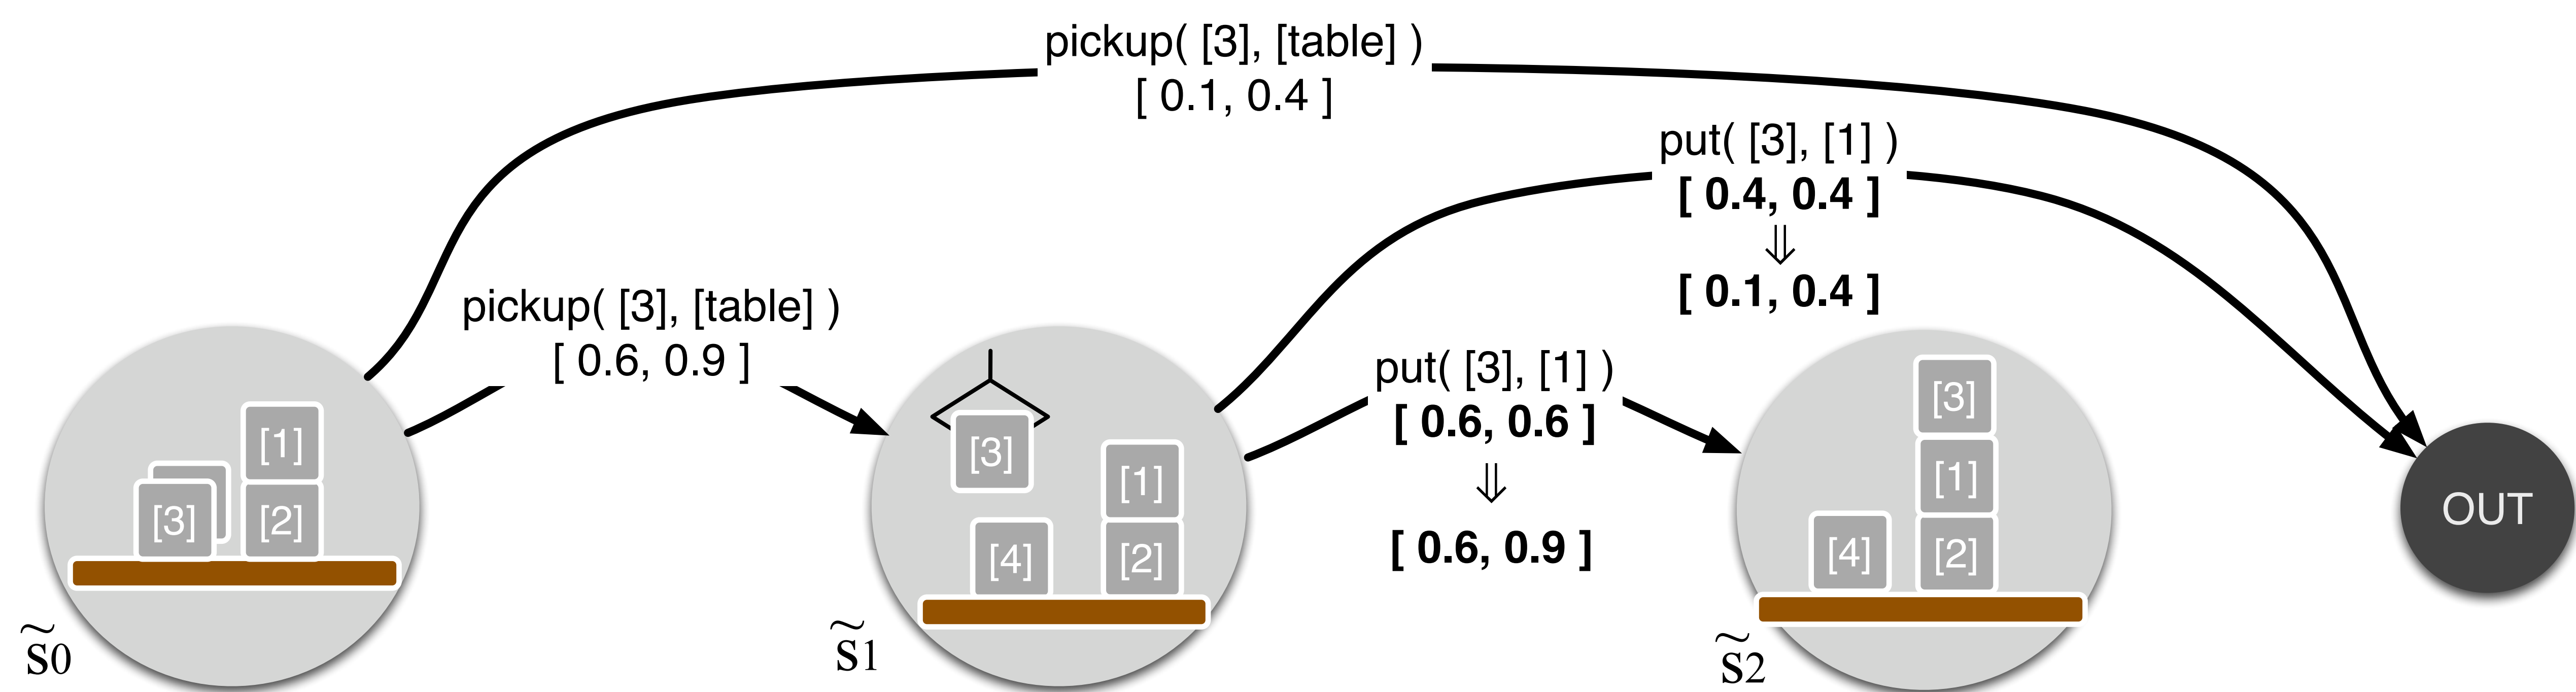 pickup( [3], [table] )
[ 0.1, 0.4 ]
put( [3], [1] )
[ 0.4, 0.4 ]
⇓
[ 0.1, 0.4 ]
pickup( [3], [table] )
[ 0.6, 0.9 ]
put( [3], [1] )
[ 0.6, 0.6 ]
⇓
[ 0.6, 0.9 ]
[1]
[3]
[2]
s̃0
[3]
[1]
[4]
[2]
s̃1
[3]
[1]
[4]
[2]
s̃2
OUT